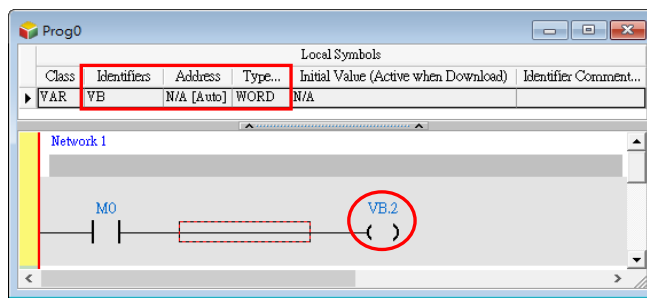 Prog0
Local Symbols
Class Identifiers Address Type... Initial Value (Active when Download) Identifier Comment...
VAR VB N/A [Auto] WORD N/A
Network 1
M0 VB.2